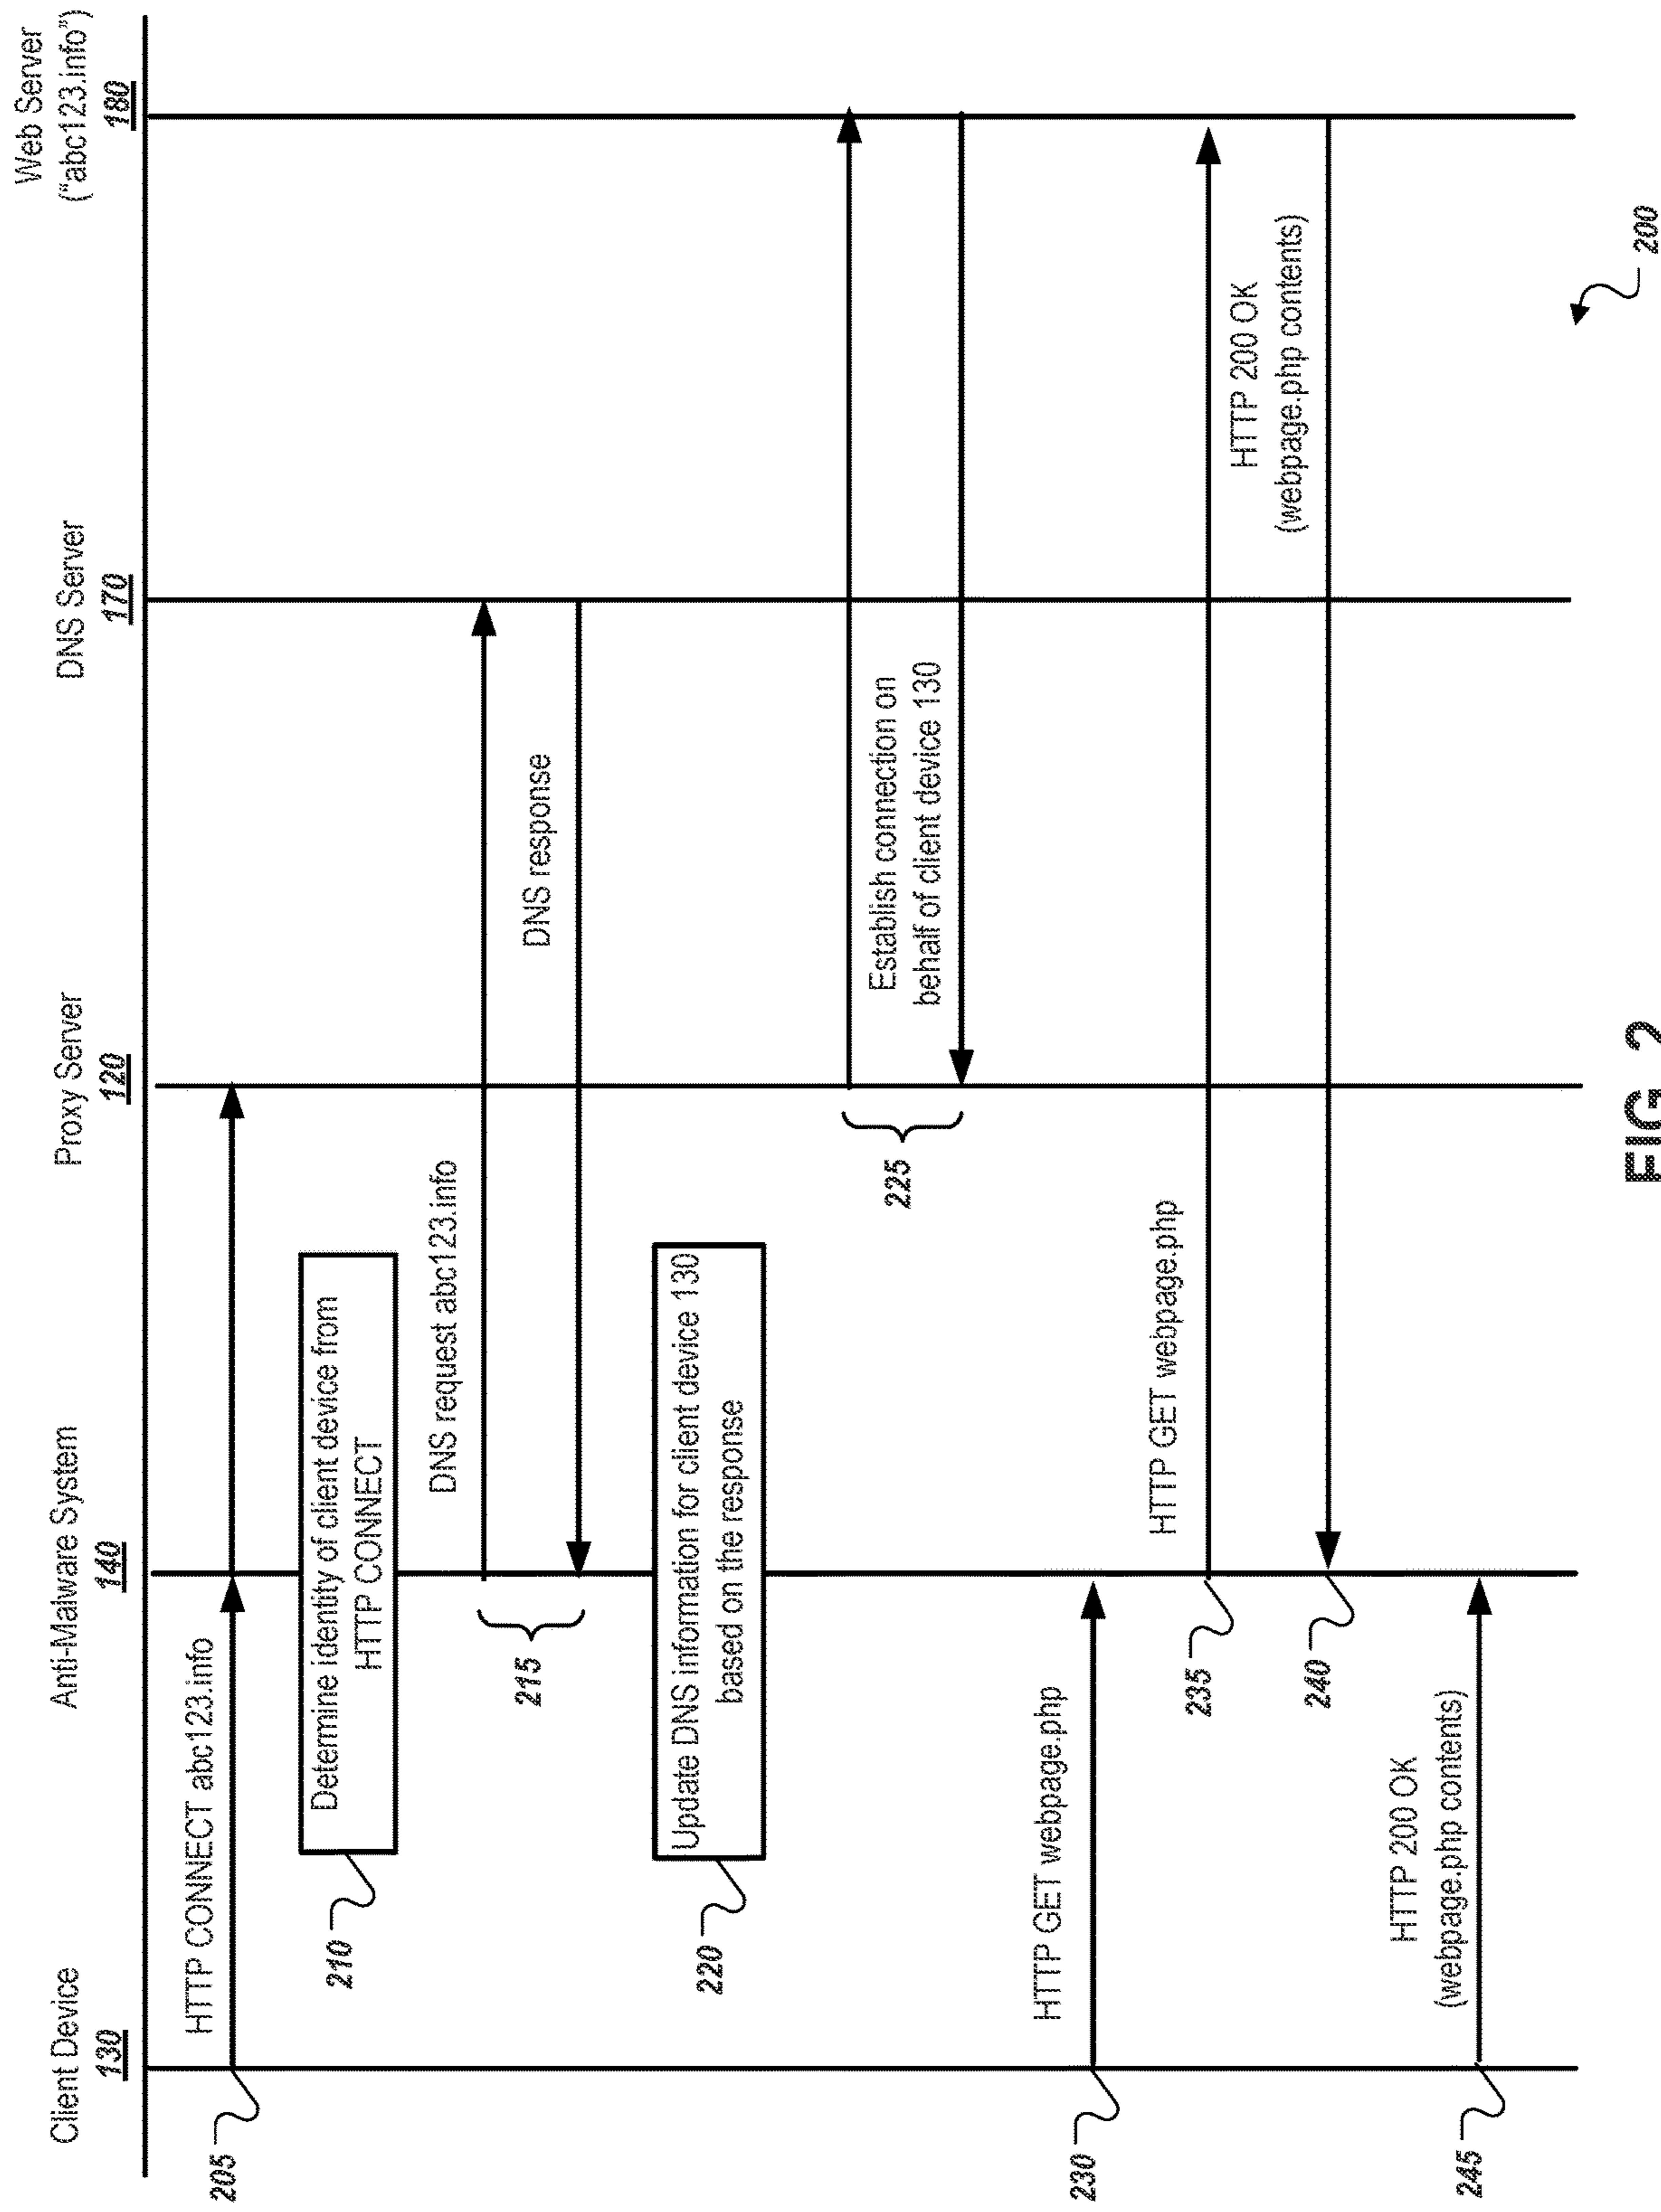 Client Device
130
Anti-Malware System
140
Proxy Server
120
DNS Server
170
Web Server
("abc123.info")
180
205
HTTP CONNECT abc123.info
210
Determine identity of client device from
HTTP CONNECT
215
DNS request abc123.info
DNS response
220
Update DNS information for client device 130
based on the response
225
Establish connection on
behalf of client device 130
230
HTTP GET webpage.php
235
HTTP GET webpage.php
240
HTTP 200 OK
(webpage.php contents)
245
HTTP 200 OK
(webpage.php contents)
200
FIG. 2